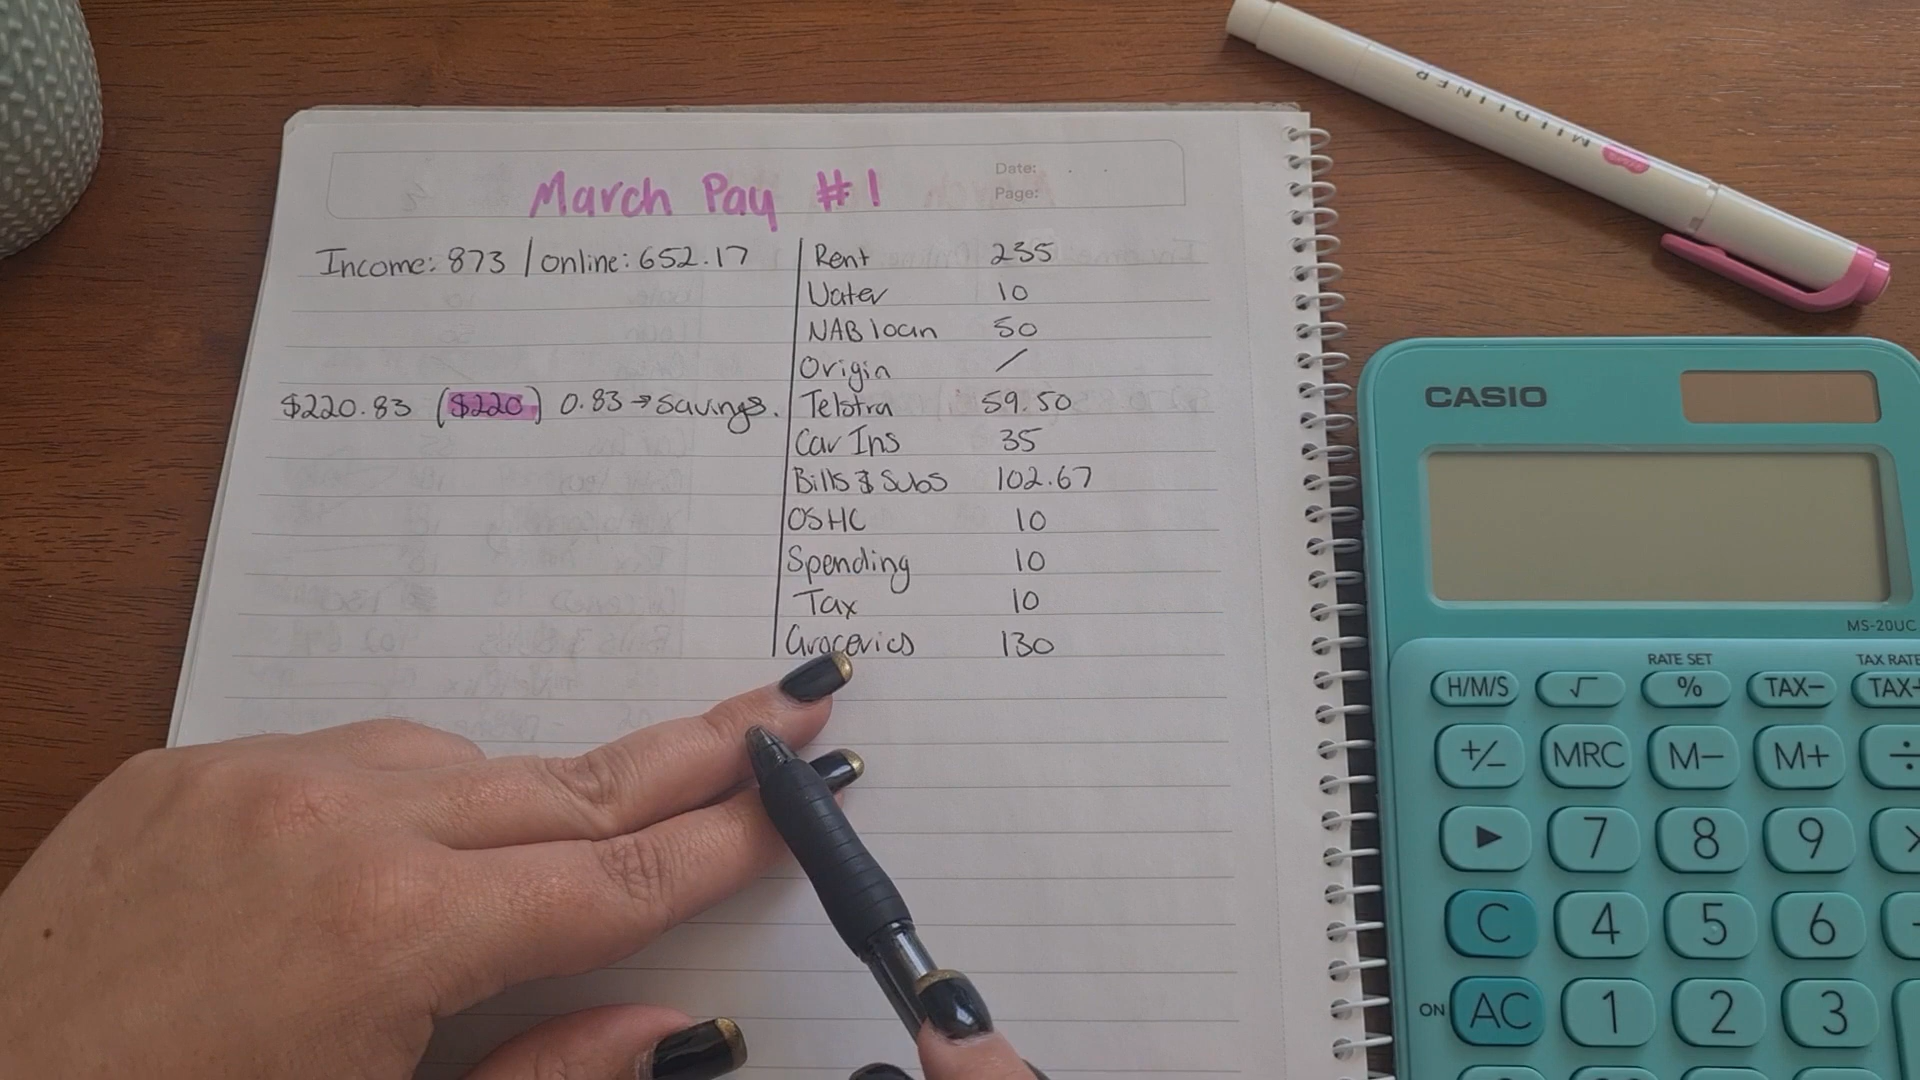 March Pay #1
Date:
Page:
Income: 873 / online: 652.17
$220.83 ($220) 0.83 → savings.
Rent 235
Water 10
NAB loan 50
Origin /
Telstra 59.50
Car Ins 35
Bills & Subs 102.67
OSHC 10
Spending 10
Tax 10
Groceries 130
MILDLINER
CASIO
MS-20UC
RATE SET TAX RATE
H/M/S √ % TAX− TAX+
+/− MRC M− M+ ÷
▶ 7 8 9 ×
C 4 5 6 −
ON AC 1 2 3